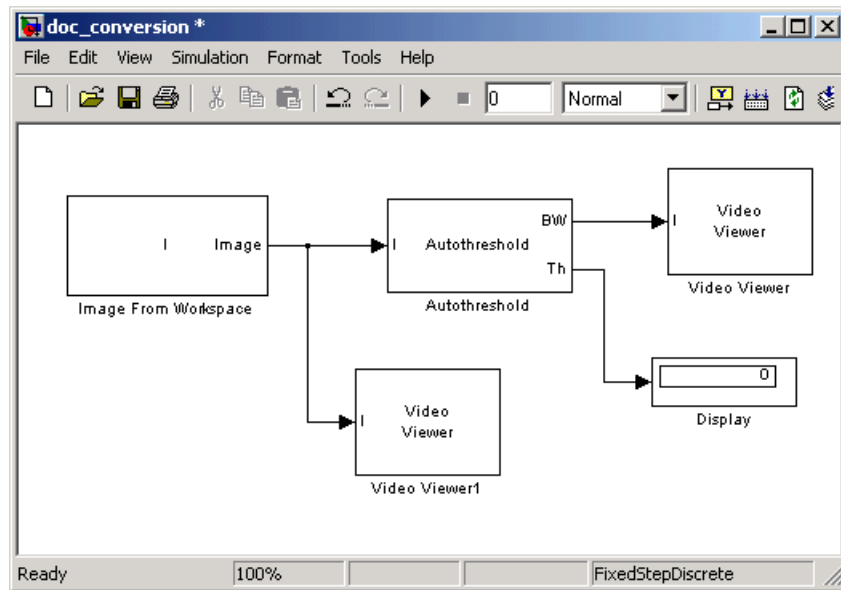 doc_conversion *
File Edit View Simulation Format Tools Help
0 Normal
I Image
Image From Workspace
I Autothreshold BW Th
Autothreshold
I Video Viewer
Video Viewer
I Video Viewer
Video Viewer1
0
Display
Ready 100% FixedStepDiscrete